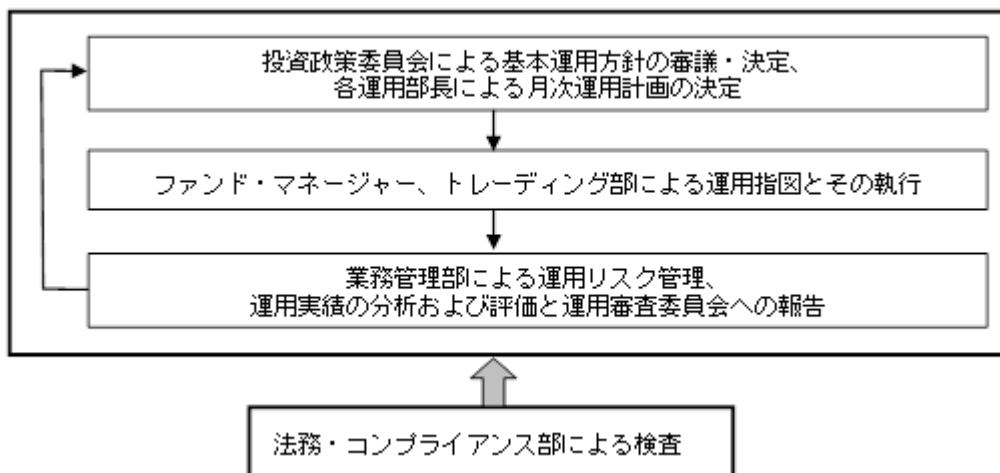 投資政策委員会による基本運用方針の審議・決定、
各運用部長による月次運用計画の決定
ファンド・マネージャー、トレーディング部による運用指図とその執行
業務管理部による運用リスク管理、
運用実績の分析および評価と運用審査委員会への報告
法務・コンプライアンス部による検査